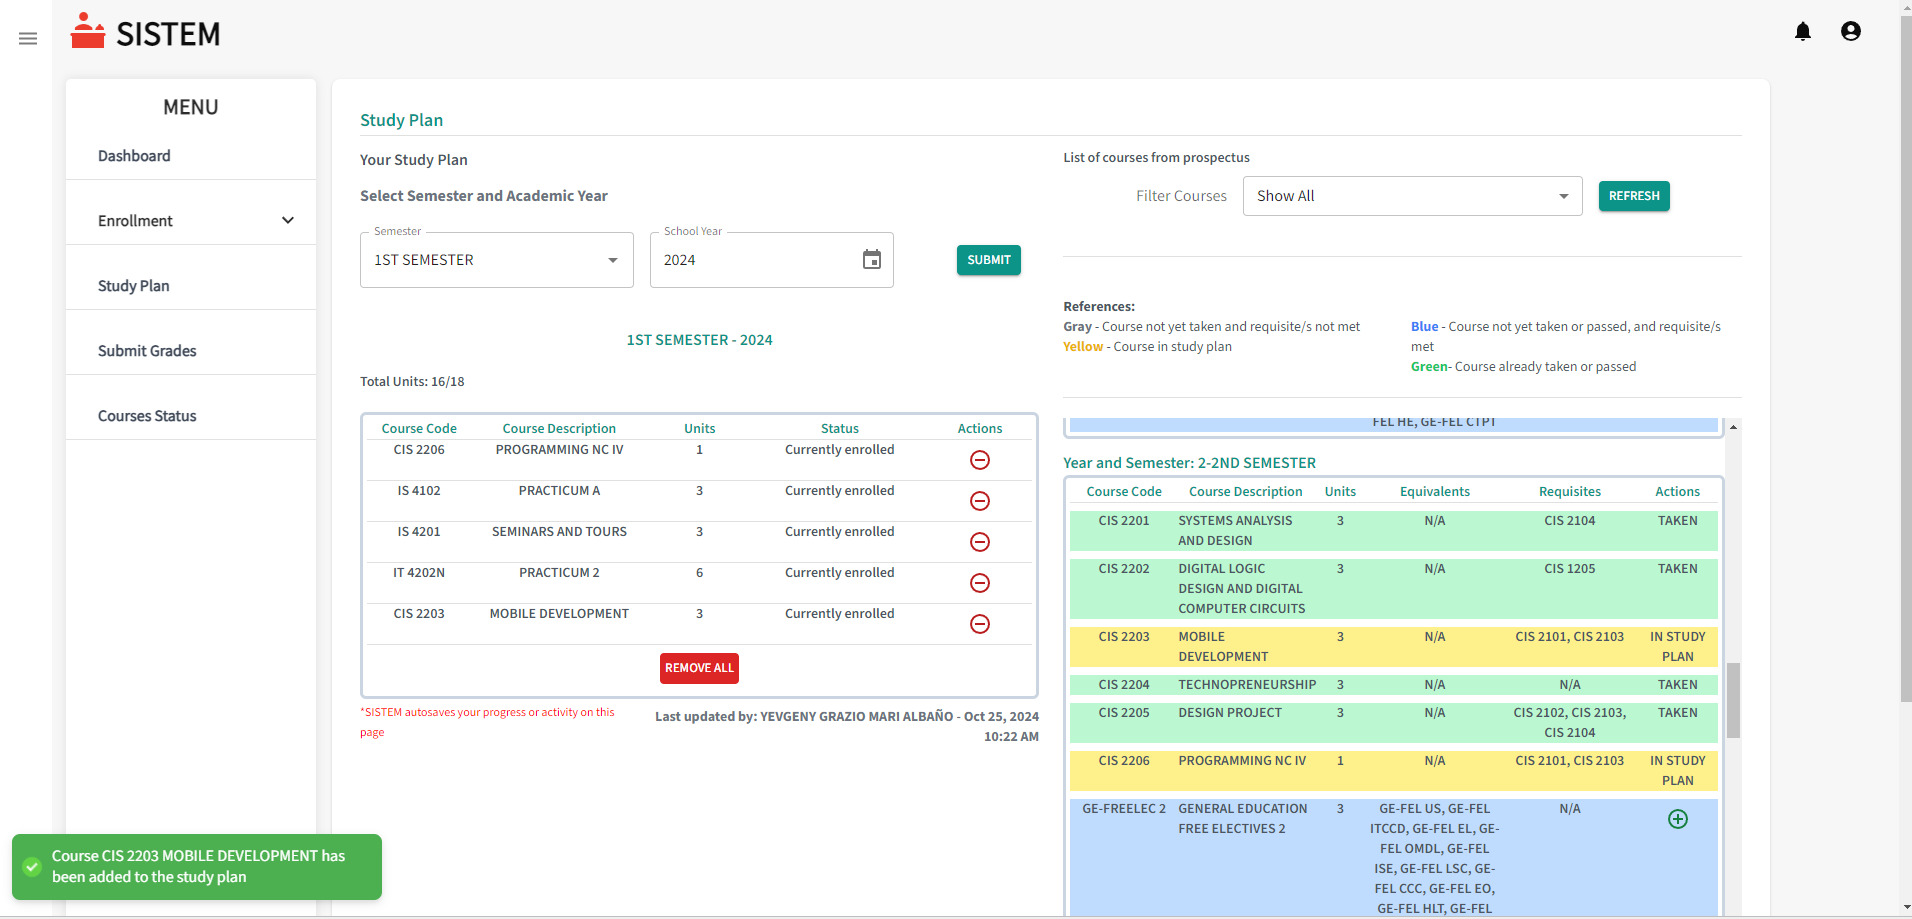 SISTEM
MENU
Dashboard
Enrollment
Study Plan
Submit Grades
Courses Status
Study Plan
Your Study Plan
Select Semester and Academic Year
Semester
1ST SEMESTER
School Year
2024
SUBMIT
1ST SEMESTER - 2024
Total Units: 16/18
Course Code Course Description Units Status Actions
CIS 2206 PROGRAMMING NC IV 1 Currently enrolled
IS 4102 PRACTICUM A 3 Currently enrolled
IS 4201 SEMINARS AND TOURS 3 Currently enrolled
IT 4202N PRACTICUM 2 6 Currently enrolled
CIS 2203 MOBILE DEVELOPMENT 3 Currently enrolled
REMOVE ALL
*SISTEM autosaves your progress or activity on this
page
Last updated by: YEVGENY GRAZIO MARI ALBAÑO - Oct 25, 2024
10:22 AM
List of courses from prospectus
Filter Courses Show All REFRESH
References:
Gray - Course not yet taken and requisite/s not met
Yellow - Course in study plan
Blue - Course not yet taken or passed, and requisite/s
met
Green- Course already taken or passed
FEL HE, GE-FEL CTPT
Year and Semester: 2-2ND SEMESTER
Course Code Course Description Units Equivalents Requisites Actions
CIS 2201 SYSTEMS ANALYSIS 3 N/A CIS 2104 TAKEN
AND DESIGN
CIS 2202 DIGITAL LOGIC 3 N/A CIS 1205 TAKEN
DESIGN AND DIGITAL
COMPUTER CIRCUITS
CIS 2203 MOBILE 3 N/A CIS 2101, CIS 2103 IN STUDY
DEVELOPMENT PLAN
CIS 2204 TECHNOPRENEURSHIP 3 N/A N/A TAKEN
CIS 2205 DESIGN PROJECT 3 N/A CIS 2102, CIS 2103, TAKEN
CIS 2104
CIS 2206 PROGRAMMING NC IV 1 N/A CIS 2101, CIS 2103 IN STUDY
PLAN
GE-FREELEC 2 GENERAL EDUCATION 3 GE-FEL US, GE-FEL N/A
FREE ELECTIVES 2 ITCCD, GE-FEL EL, GE-
FEL OMDL, GE-FEL
ISE, GE-FEL LSC, GE-
FEL CCC, GE-FEL EO,
GE-FEL HLT, GE-FEL
Course CIS 2203 MOBILE DEVELOPMENT has
been added to the study plan